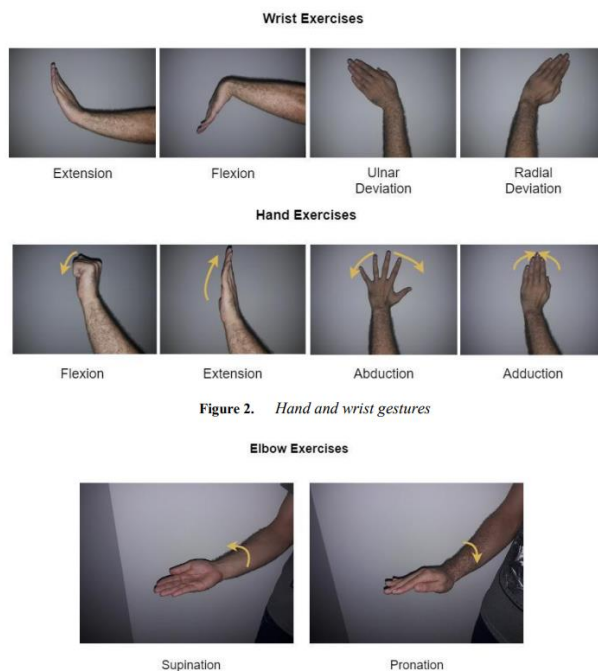 Wrist Exercises
Extension
Flexion
Ulnar
Deviation
Radial
Deviation
Hand Exercises
Flexion
Extension
Abduction
Adduction
Figure 2. Hand and wrist gestures
Elbow Exercises
Supination
Pronation